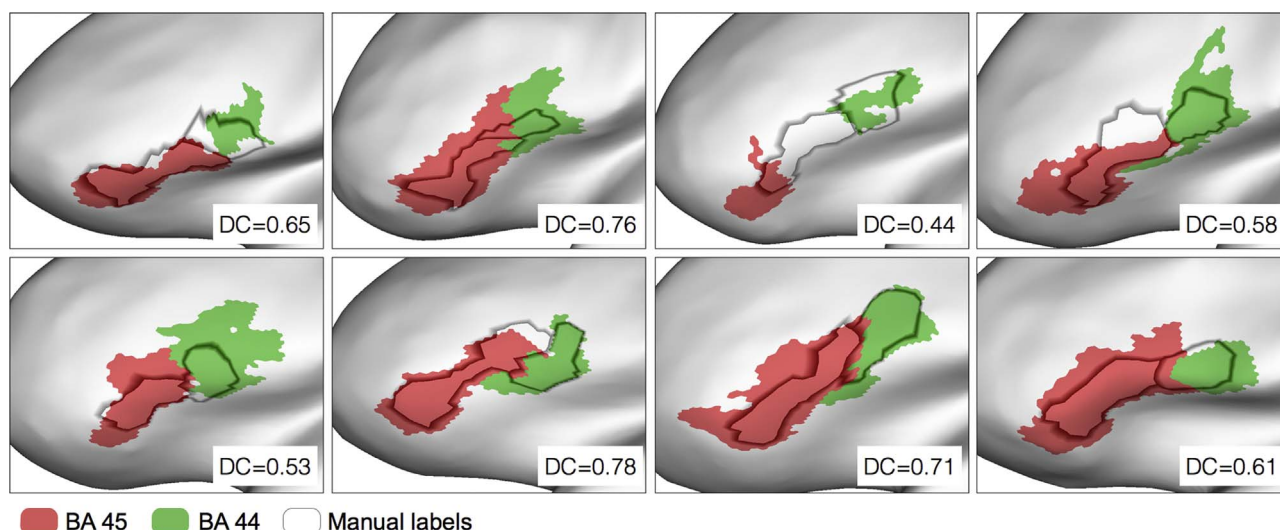 DC=0.65
DC=0.76
DC=0.44
DC=0.58
DC=0.53
DC=0.78
DC=0.71
DC=0.61
BA 45 BA 44 Manual labels